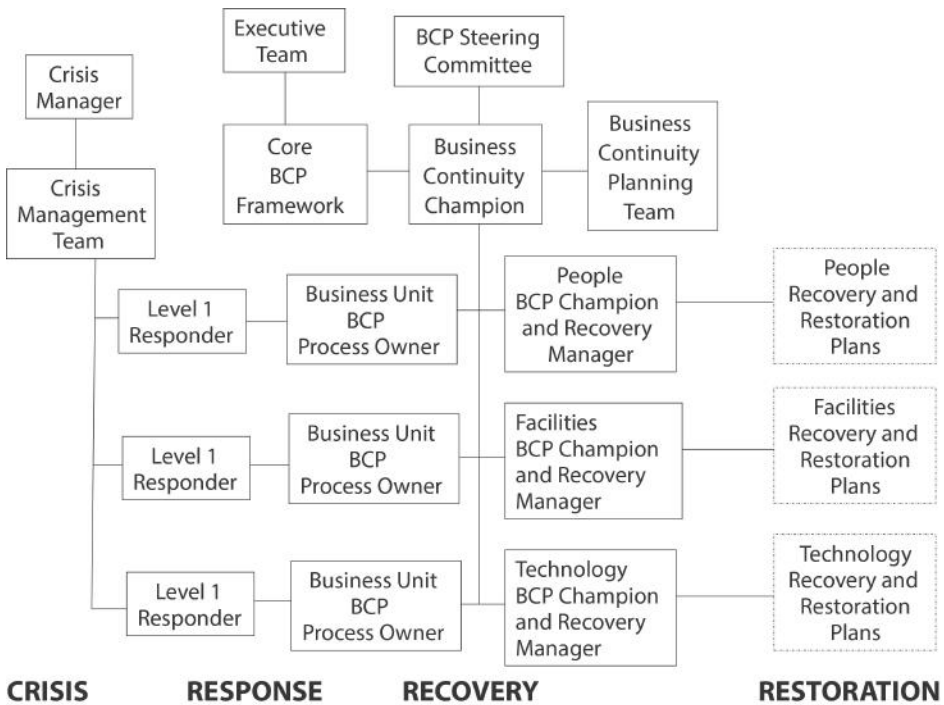 Executive
Team
BCP Steering
Committee
Crisis
Manager
Core
BCP
Framework
Business
Continuity
Champion
Business
Continuity
Planning
Team
Crisis
Management
Team
Level 1
Responder
Business Unit
BCP
Process Owner
People
BCP Champion
and Recovery
Manager
People
Recovery and
Restoration
Plans
Level 1
Responder
Business Unit
BCP
Process Owner
Facilities
BCP Champion
and Recovery
Manager
Facilities
Recovery and
Restoration
Plans
Level 1
Responder
Business Unit
BCP
Process Owner
Technology
BCP Champion
and Recovery
Manager
Technology
Recovery and
Restoration
Plans
CRISIS RESPONSE RECOVERY RESTORATION